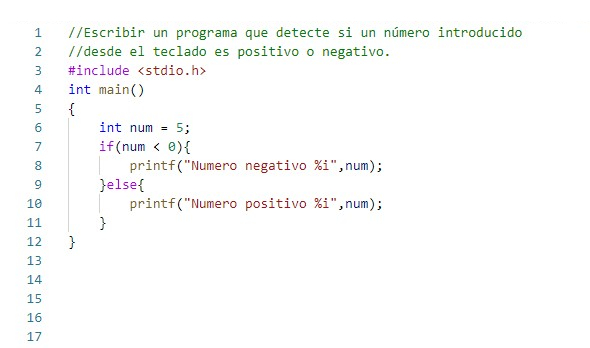 1 //Escribir un programa que detecte si un número introducido
2 //desde el teclado es positivo o negativo.
3 #include <stdio.h>
4 int main()
5 {
6     int num = 5;
7     if(num < 0){
8         printf("Numero negativo %i",num);
9     }else{
10         printf("Numero positivo %i",num);
11     }
12 }
13
14
15
16
17